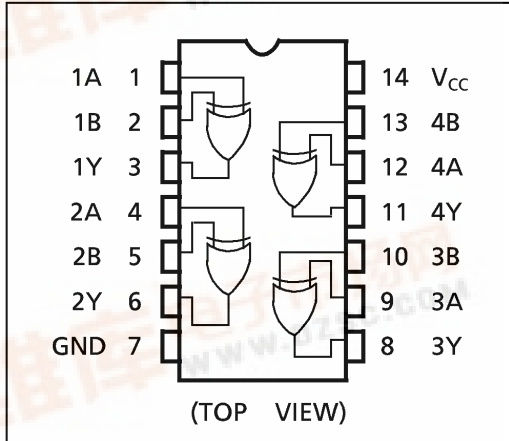 1A 1 14 VCC
1B 2 13 4B
1Y 3 12 4A
2A 4 11 4Y
2B 5 10 3B
2Y 6 9 3A
GND 7 8 3Y
(TOP VIEW)